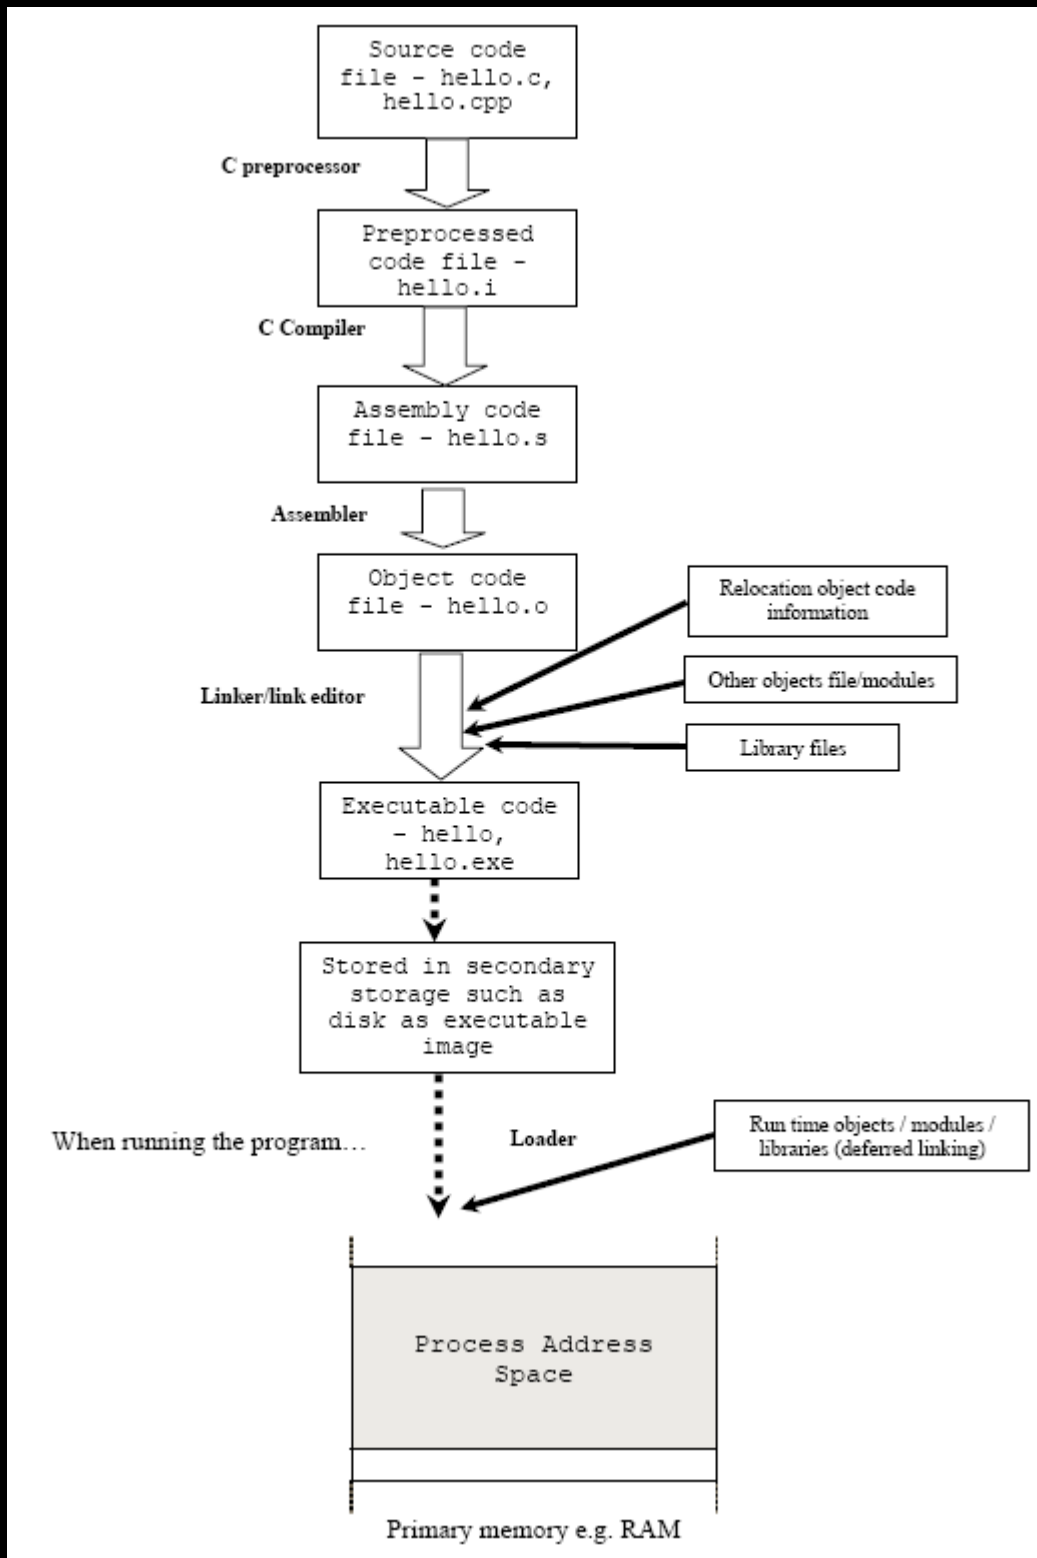 Source code
file - hello.c,
hello.cpp
C preprocessor
Preprocessed
code file -
hello.i
C Compiler
Assembly code
file - hello.s
Assembler
Object code
file - hello.o
Relocation object code
information
Linker/link editor
Other objects file/modules
Library files
Executable code
– hello,
hello.exe
Stored in secondary
storage such as
disk as executable
image
When running the program…
Loader
Run time objects / modules /
libraries (deferred linking)
Process Address
Space
Primary memory e.g. RAM